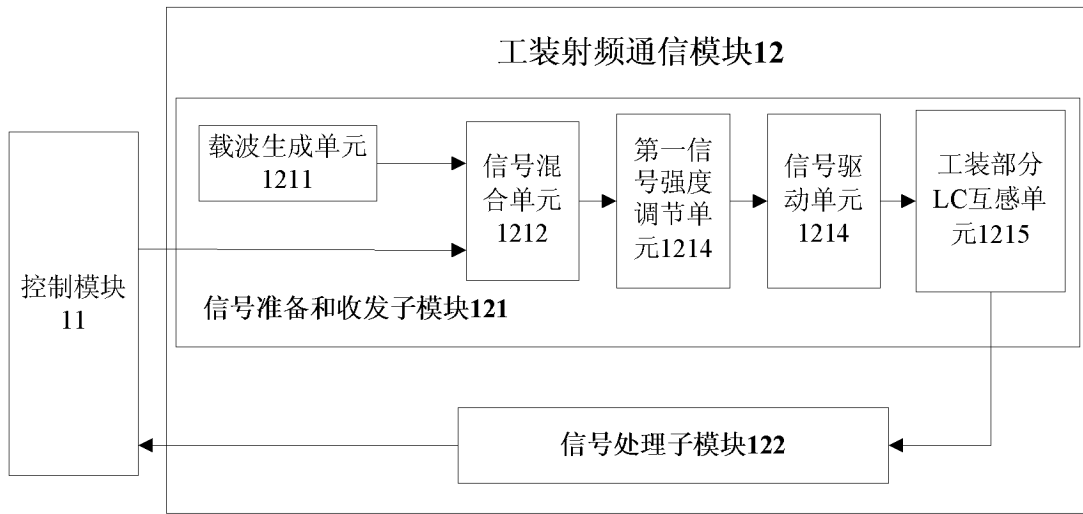 工装射频通信模块12
载波生成单元
1211
信号混
合单元
1212
第一信
号强度
调节单
元1214
信号驱
动单元
1214
工装部分
LC互感单
元1215
控制模块
11
信号准备和收发子模块121
信号处理子模块122